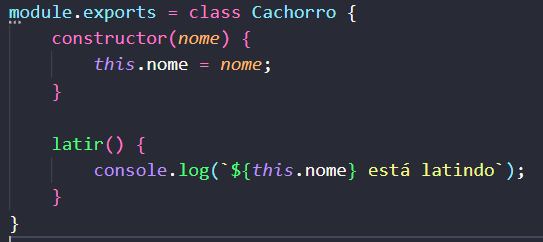 module.exports = class Cachorro {
    constructor(nome) {
        this.nome = nome;
    }

    latir() {
        console.log(`${this.nome} está latindo`);
    }
}